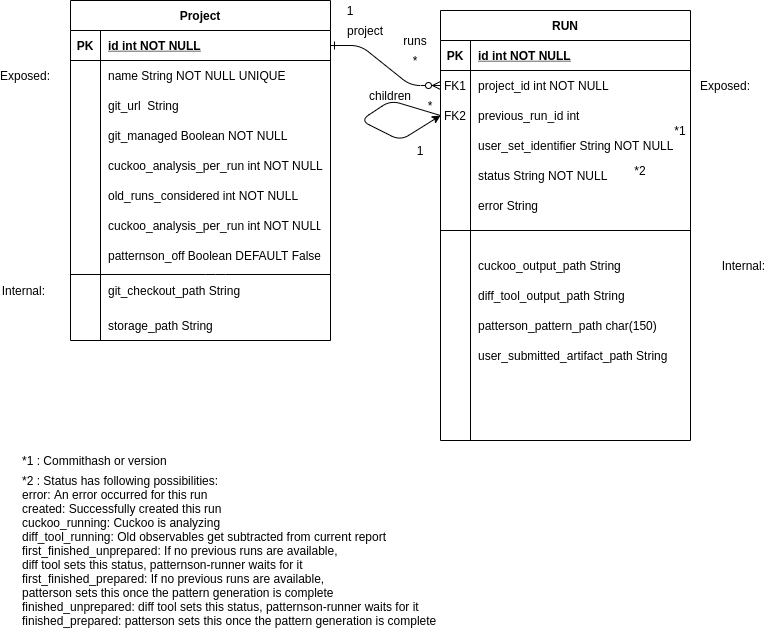 Project
PK id int NOT NULL
Exposed:
name String NOT NULL UNIQUE
git_url String
git_managed Boolean NOT NULL
cuckoo_analysis_per_run int NOT NULL
old_runs_considered int NOT NULL
cuckoo_analysis_per_run int NOT NULL
patternson_off Boolean DEFAULT False
Internal:
git_checkout_path String
storage_path String
1
project
runs
*
children
*
1
RUN
PK id int NOT NULL
FK1 project_id int NOT NULL
Exposed:
FK2 previous_run_id int
*1
user_set_identifier String NOT NULL
*2
status String NOT NULL
error String
cuckoo_output_path String
Internal:
diff_tool_output_path String
patterson_pattern_path char(150)
user_submitted_artifact_path String
*1 : Commithash or version
*2 : Status has following possibilities:
error: An error occurred for this run
created: Successfully created this run
cuckoo_running: Cuckoo is analyzing
diff_tool_running: Old observables get subtracted from current report
first_finished_unprepared: If no previous runs are available,
diff tool sets this status, patternson-runner waits for it
first_finished_prepared: If no previous runs are available,
patterson sets this once the pattern generation is complete
finished_unprepared: diff tool sets this status, patternson-runner waits for it
finished_prepared: patterson sets this once the pattern generation is complete